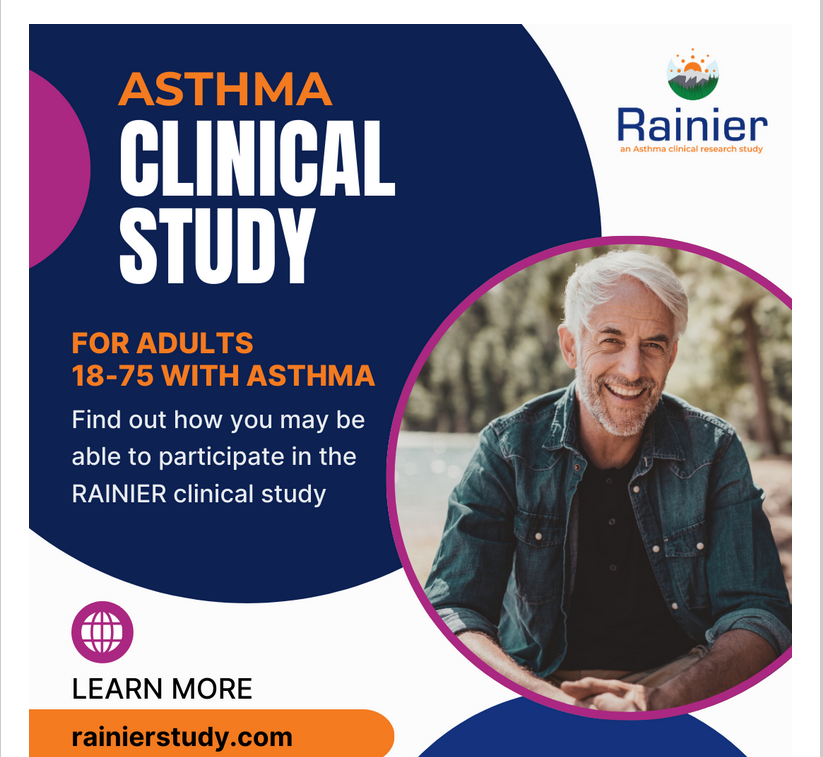 ASTHMA
CLINICAL
STUDY
Rainier
an Asthma clinical research study
FOR ADULTS
18-75 WITH ASTHMA
Find out how you may be
able to participate in the
RAINIER clinical study
LEARN MORE
rainierstudy.com